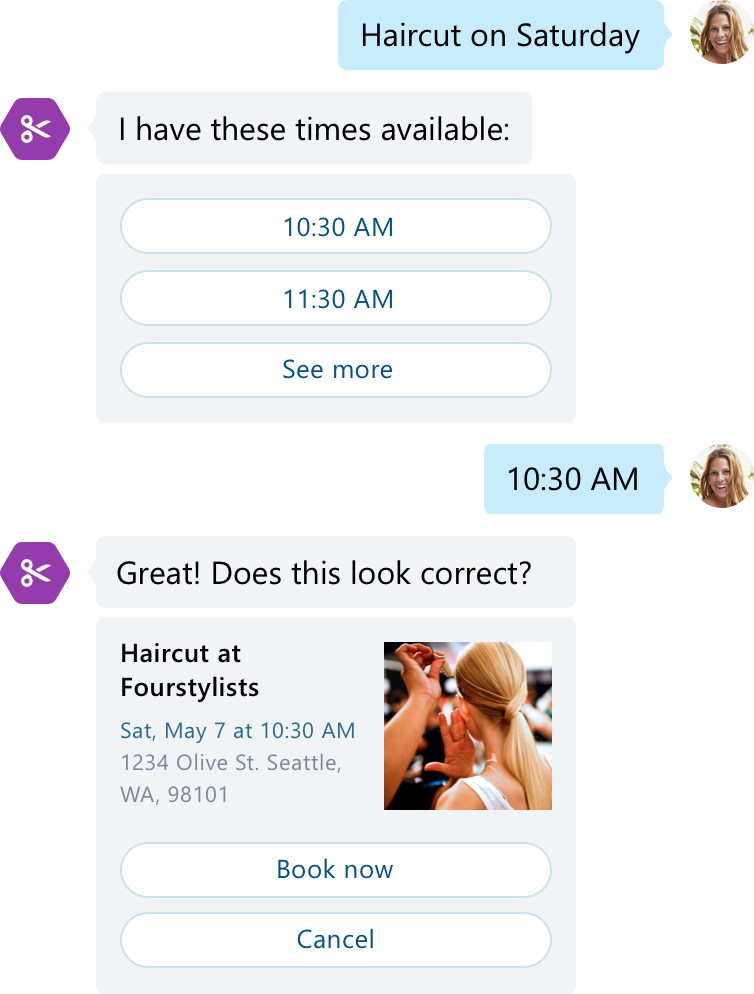 Haircut on Saturday
I have these times available:
10:30 AM
11:30 AM
See more
10:30 AM
Great! Does this look correct?
Haircut at
Fourstylists
Sat, May 7 at 10:30 AM
1234 Olive St. Seattle,
WA, 98101
Book now
Cancel